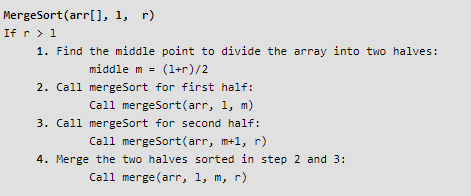 MergeSort(arr[], l, r)
If r > l
1. Find the middle point to divide the array into two halves:
middle m = (l+r)/2
2. Call mergeSort for first half:
Call mergeSort(arr, l, m)
3. Call mergeSort for second half:
Call mergeSort(arr, m+1, r)
4. Merge the two halves sorted in step 2 and 3:
Call merge(arr, l, m, r)